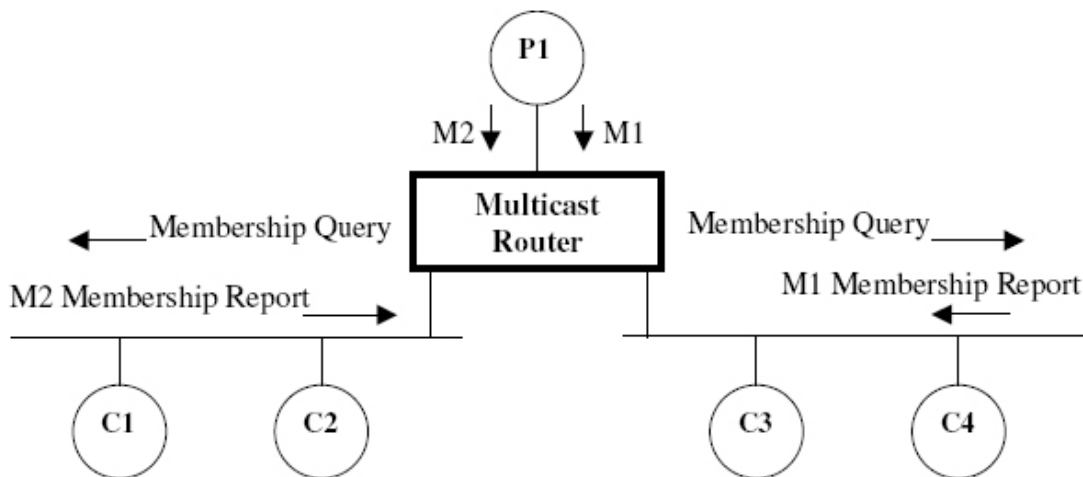 P1
M2
M1
Multicast
Router
Membership Query
Membership Query
M2 Membership Report
M1 Membership Report
C1
C2
C3
C4